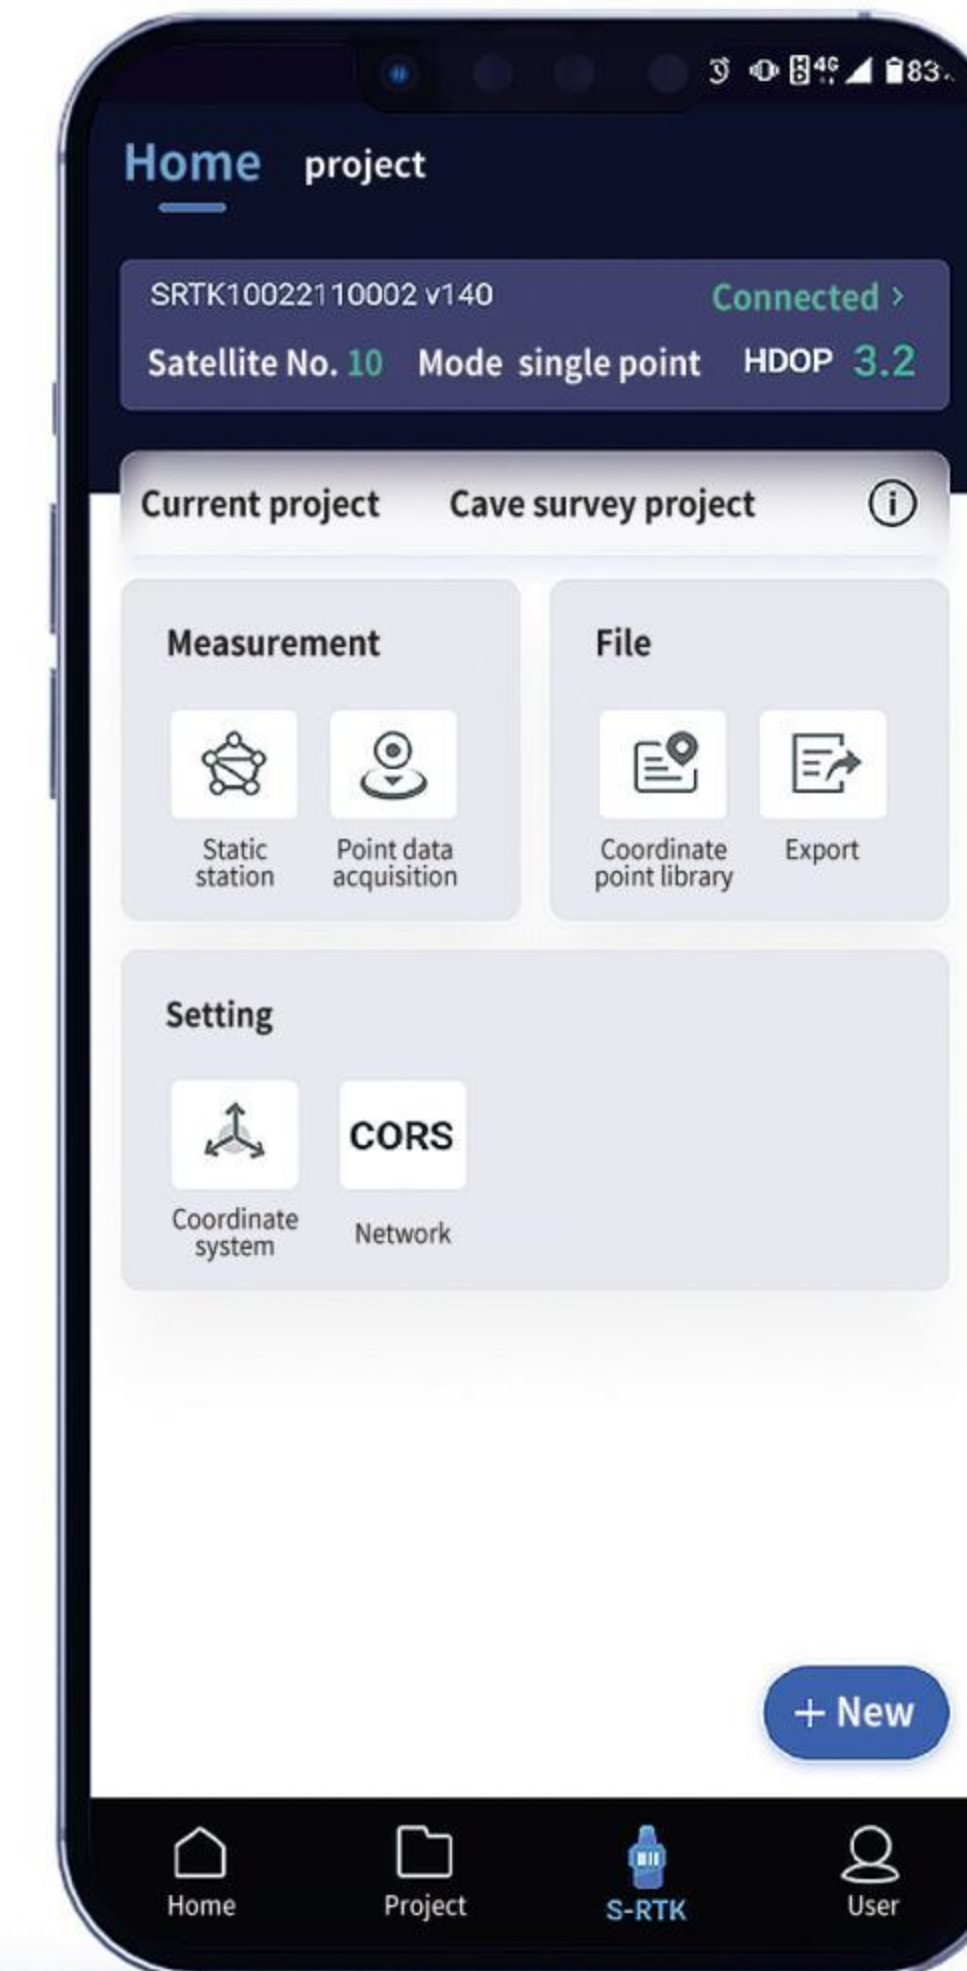 4G 83
Home project
SRTK10022110002 v140 Connected >
Satellite No. 10 Mode single point HDOP 3.2
Current project Cave survey project i
Measurement File
Static station
Point data acquisition
Coordinate point library
Export
Setting
CORS
Coordinate system
Network
+ New
Home Project S-RTK User